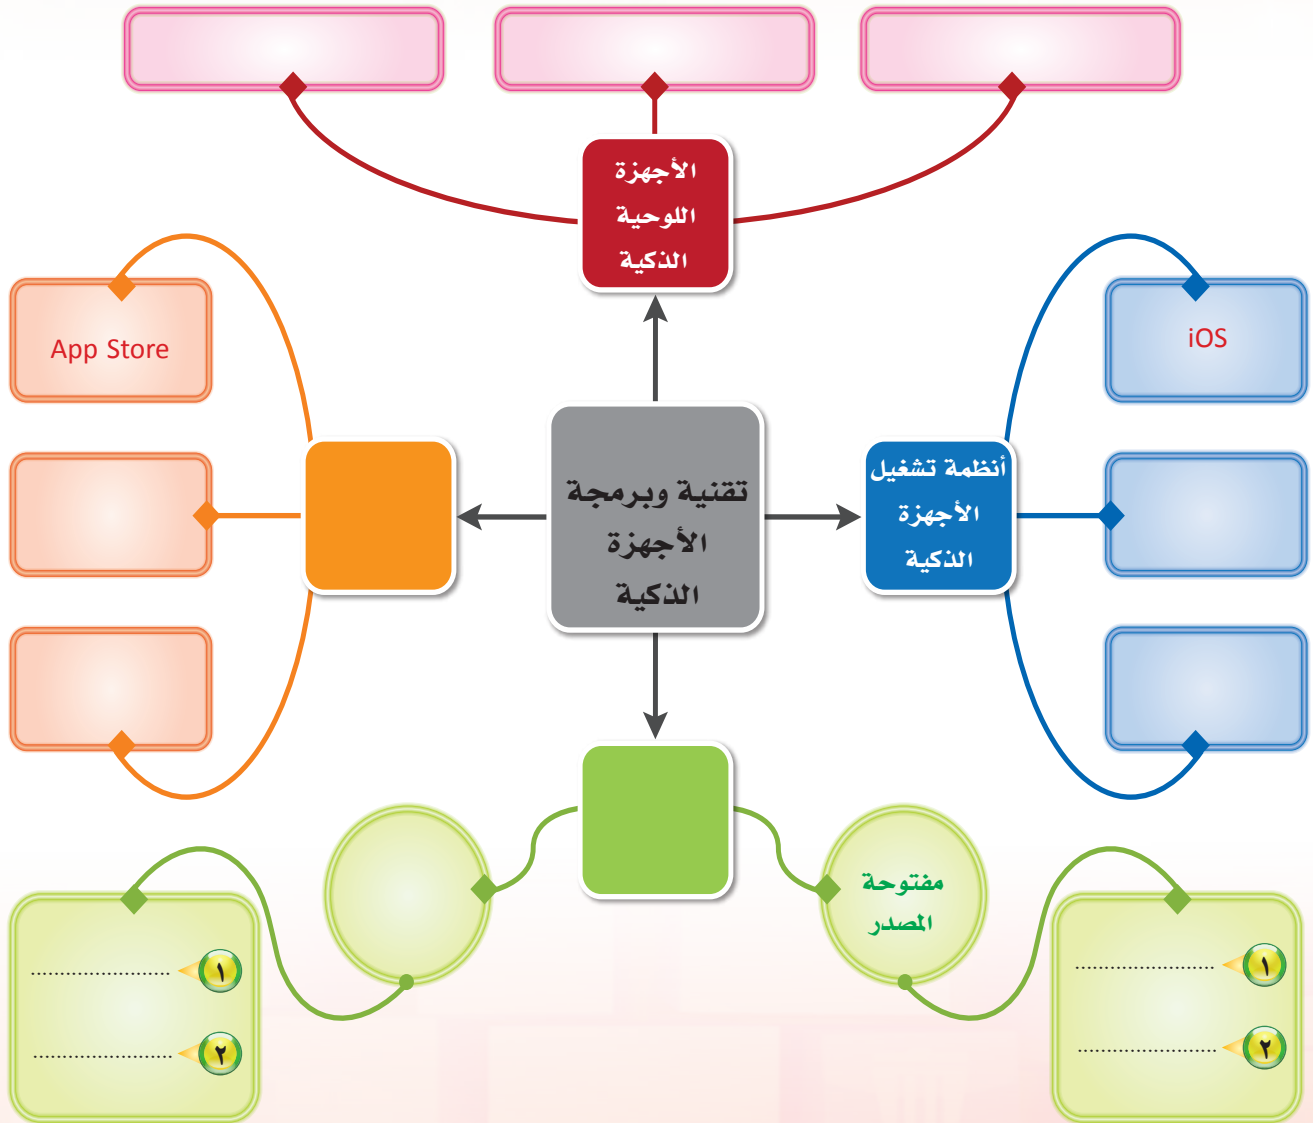 الأجهزة
اللوحية
الذكية
iOS
App Store
أنظمة تشغيل
الأجهزة
الذكية
تقنية وبرمجة
الأجهزة
الذكية
مفتوحة
المصدر
١ ........................
٢ ........................
١ ........................
٢ ........................